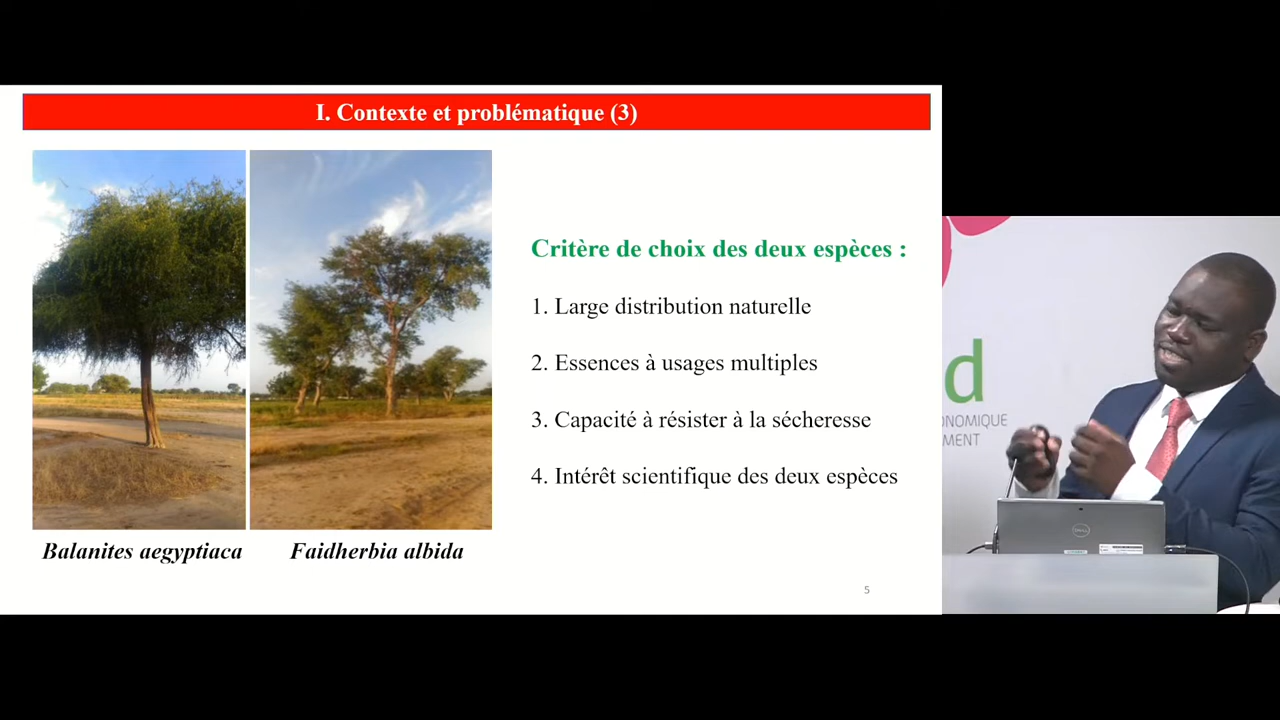 I. Contexte et problématique (3)
Critère de choix des deux espèces :
1. Large distribution naturelle
2. Essences à usages multiples
3. Capacité à résister à la sécheresse
4. Intérêt scientifique des deux espèces
Balanites aegyptiaca
Faidherbia albida
5
d
ONOMIQUE
MENT
DELL